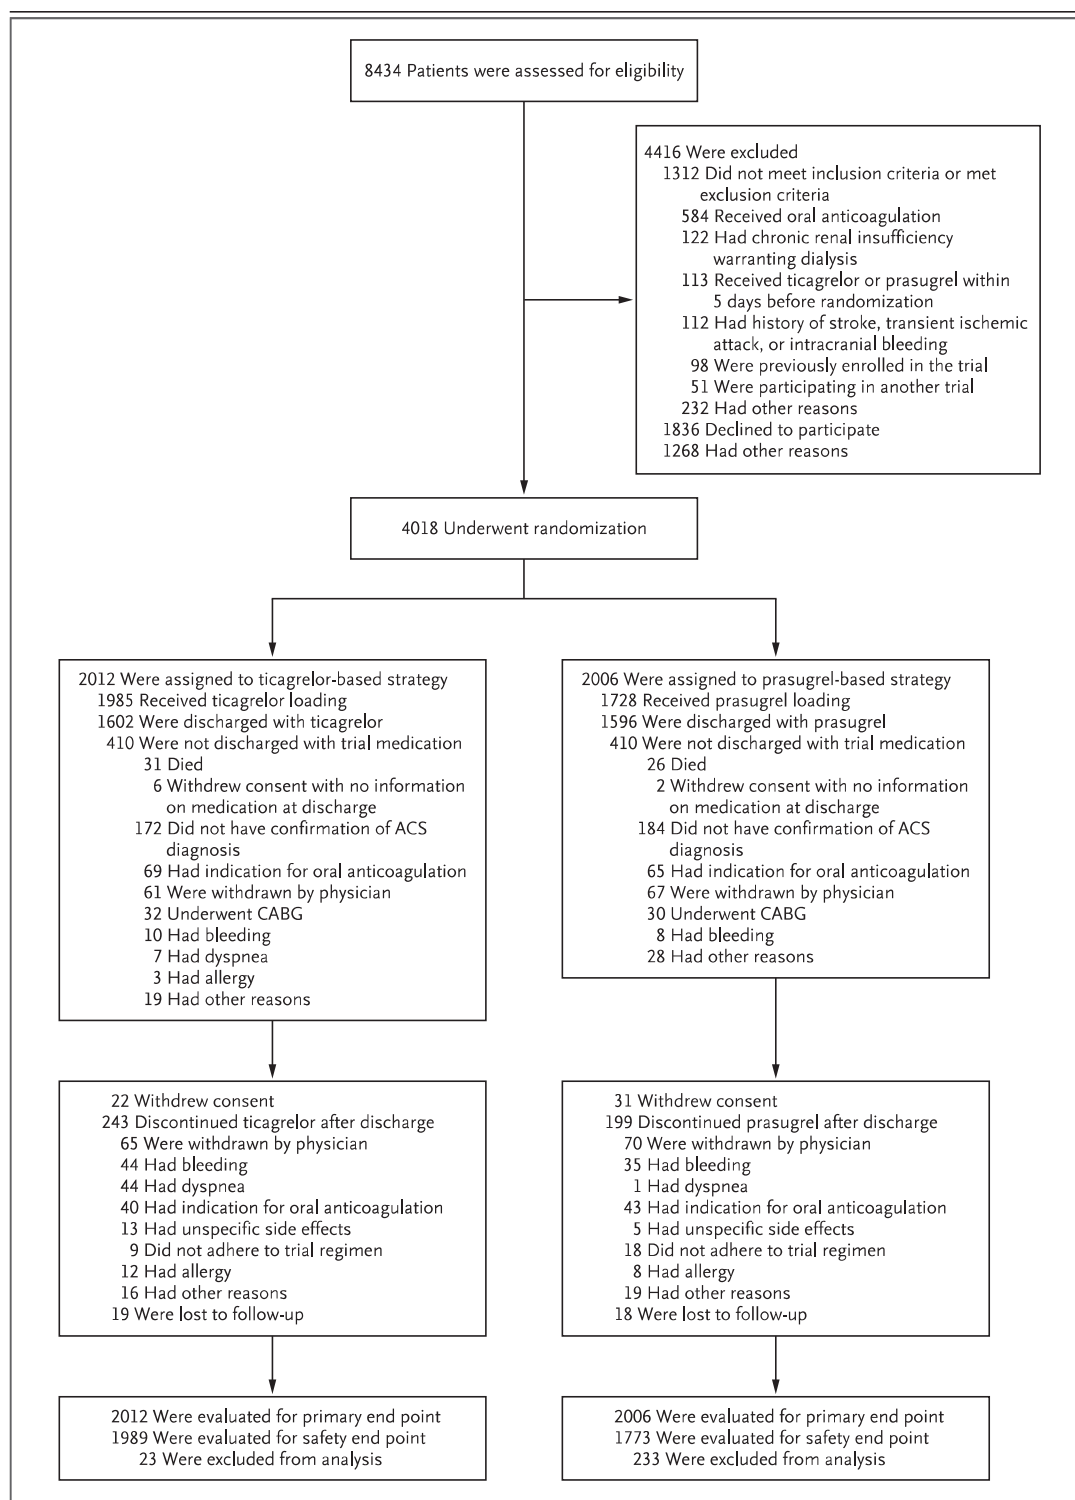 8434 Patients were assessed for eligibility
4416 Were excluded
1312 Did not meet inclusion criteria or met
exclusion criteria
584 Received oral anticoagulation
122 Had chronic renal insufficiency
warranting dialysis
113 Received ticagrelor or prasugrel within
5 days before randomization
112 Had history of stroke, transient ischemic
attack, or intracranial bleeding
98 Were previously enrolled in the trial
51 Were participating in another trial
232 Had other reasons
1836 Declined to participate
1268 Had other reasons
4018 Underwent randomization
2012 Were assigned to ticagrelor-based strategy
1985 Received ticagrelor loading
1602 Were discharged with ticagrelor
410 Were not discharged with trial medication
31 Died
6 Withdrew consent with no information
on medication at discharge
172 Did not have confirmation of ACS
diagnosis
69 Had indication for oral anticoagulation
61 Were withdrawn by physician
32 Underwent CABG
10 Had bleeding
7 Had dyspnea
3 Had allergy
19 Had other reasons
2006 Were assigned to prasugrel-based strategy
1728 Received prasugrel loading
1596 Were discharged with prasugrel
410 Were not discharged with trial medication
26 Died
2 Withdrew consent with no information
on medication at discharge
184 Did not have confirmation of ACS
diagnosis
65 Had indication for oral anticoagulation
67 Were withdrawn by physician
30 Underwent CABG
8 Had bleeding
28 Had other reasons
22 Withdrew consent
243 Discontinued ticagrelor after discharge
65 Were withdrawn by physician
44 Had bleeding
44 Had dyspnea
40 Had indication for oral anticoagulation
13 Had unspecific side effects
9 Did not adhere to trial regimen
12 Had allergy
16 Had other reasons
19 Were lost to follow-up
31 Withdrew consent
199 Discontinued prasugrel after discharge
70 Were withdrawn by physician
35 Had bleeding
1 Had dyspnea
43 Had indication for oral anticoagulation
5 Had unspecific side effects
18 Did not adhere to trial regimen
8 Had allergy
19 Had other reasons
18 Were lost to follow-up
2012 Were evaluated for primary end point
1989 Were evaluated for safety end point
23 Were excluded from analysis
2006 Were evaluated for primary end point
1773 Were evaluated for safety end point
233 Were excluded from analysis